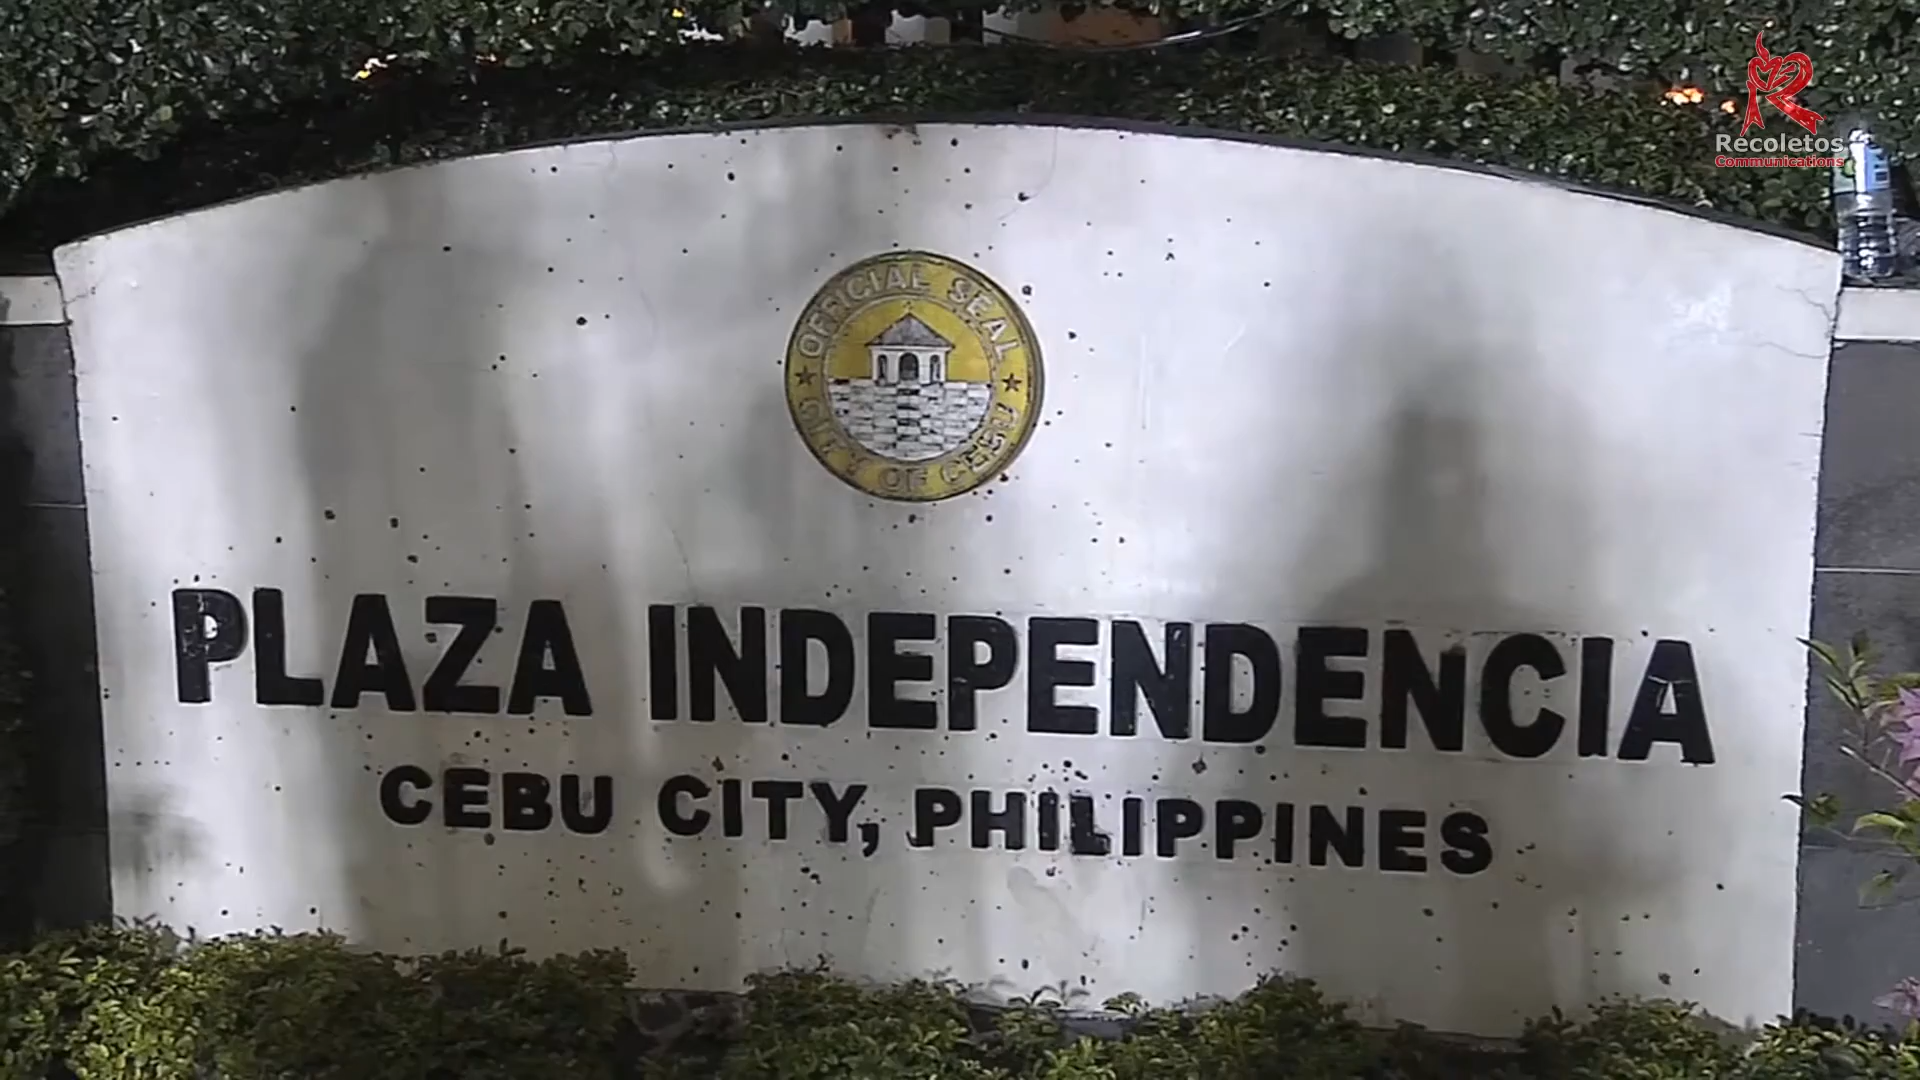 Recoletos
Communications
OFFICIAL SEAL
CITY OF CEBU
PLAZA INDEPENDENCIA
CEBU CITY, PHILIPPINES